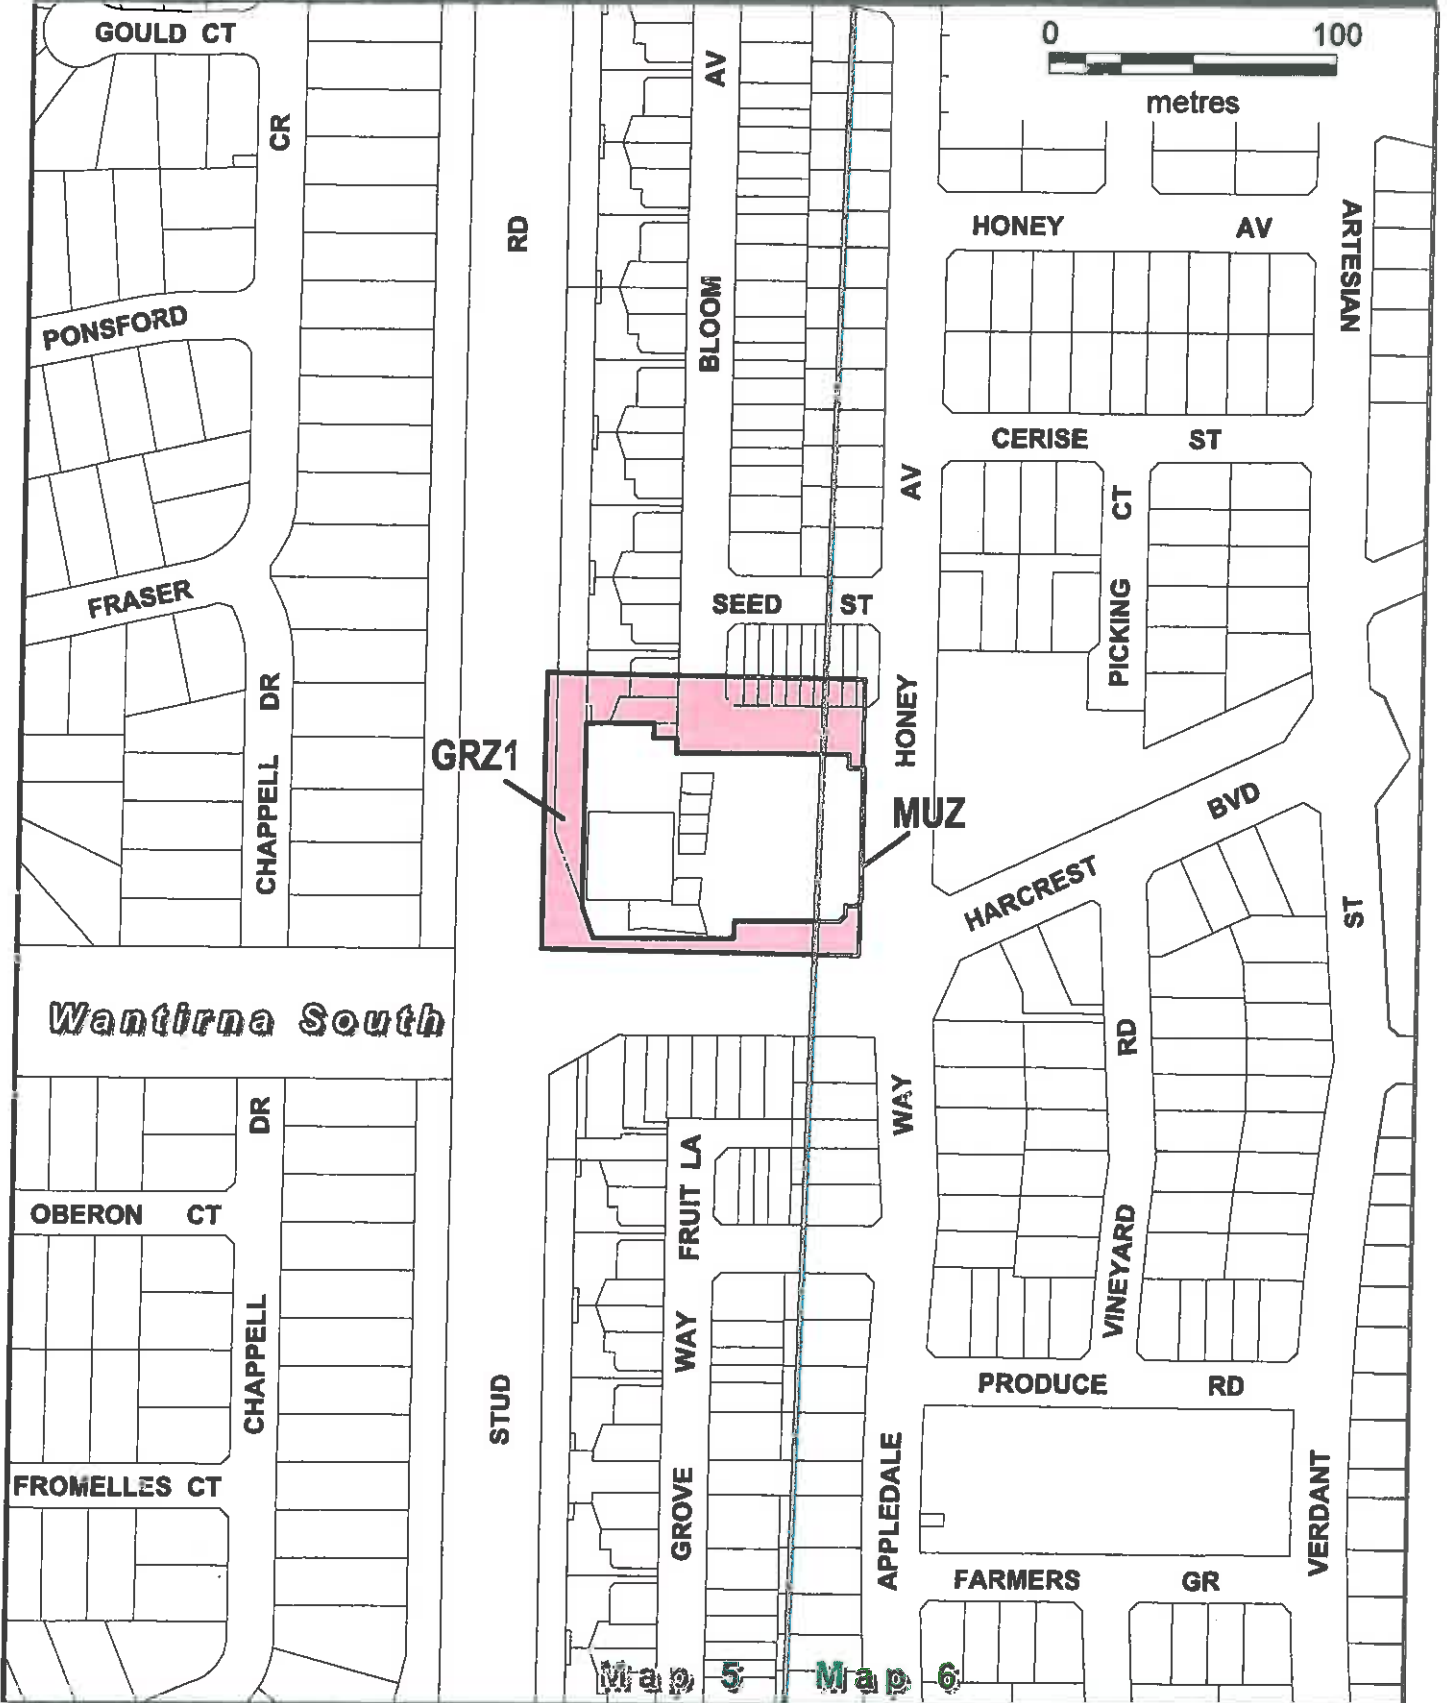 GOULD CT
0 100
metres
CR
AV
RD
HONEY AV
ARTESIAN
PONSFORD
BLOOM
CERISE ST
AV
CT
PICKING
FRASER
SEED ST
DR
HONEY
GRZ1
MUZ
BVD
CHAPPELL
HARCREST
ST
Wantirna South
RD
DR
WAY
FRUIT LA
OBERON CT
VINEYARD
CHAPPELL
WAY
PRODUCE RD
STUD
GROVE
APPLEDALE
VERDANT
FROMELLES CT
FARMERS GR
Map 5 Map 6